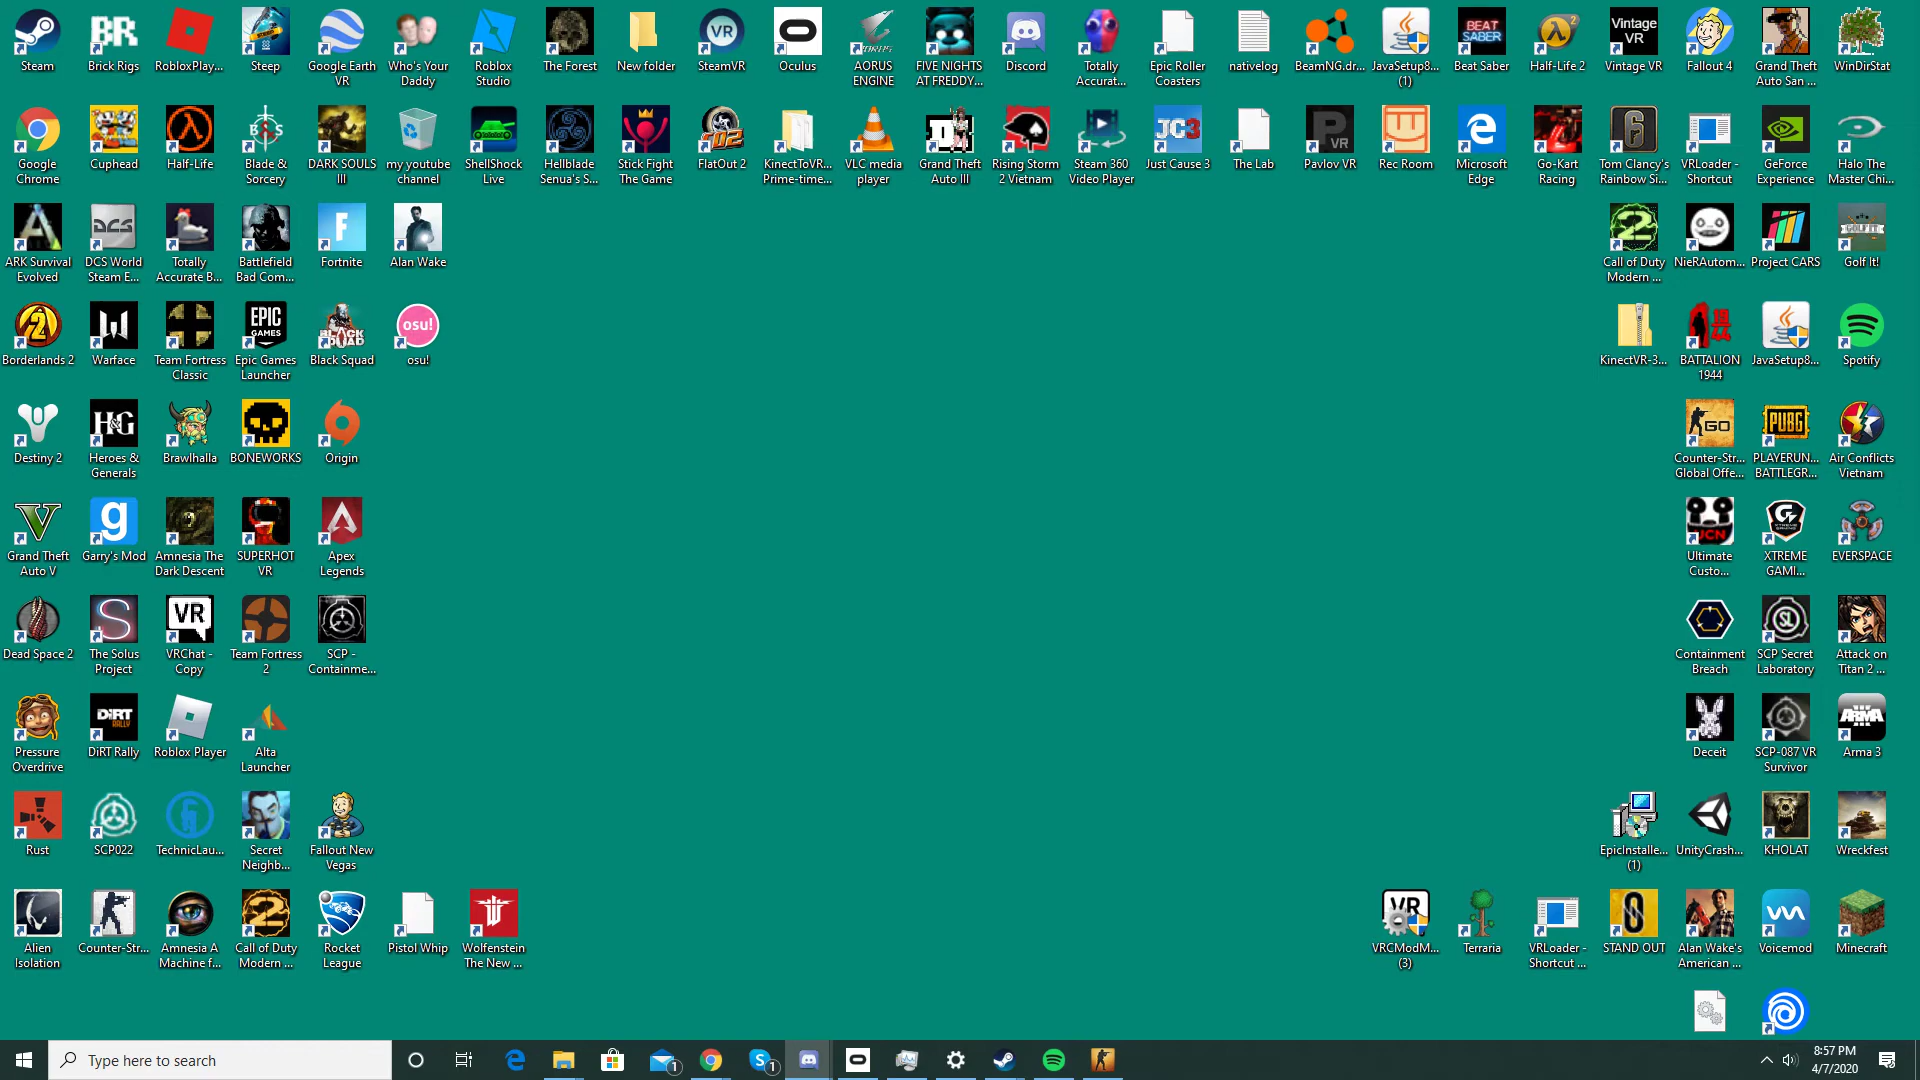 Steam
Brick Rigs
RobloxPlay...
Steep
Google Earth
VR
Who's Your
Daddy
Roblox
Studio
The Forest
New folder
SteamVR
Oculus
AORUS
ENGINE
FIVE NIGHTS
AT FREDDY...
Discord
Totally
Accurat...
Epic Roller
Coasters
nativelog
BeamNG.dr...
JavaSetup8...
(1)
Beat Saber
Half-Life 2
Vintage VR
Fallout 4
Grand Theft
Auto San ...
WinDirStat
Google
Chrome
Cuphead
Half-Life
Blade &
Sorcery
DARK SOULS
III
my youtube
channel
ShellShock
Live
Hellblade
Senua's S...
Stick Fight
The Game
FlatOut 2
KinectToVR...
Prime-time...
VLC media
player
Grand Theft
Auto III
Rising Storm
2 Vietnam
Steam 360
Video Player
Just Cause 3
The Lab
Pavlov VR
Rec Room
Microsoft
Edge
Go-Kart
Racing
Tom Clancy's
Rainbow Si...
VRLoader -
Shortcut
GeForce
Experience
Halo The
Master Chi...
ARK Survival
Evolved
DCS World
Steam E...
Totally
Accurate B...
Battlefield
Bad Com...
Fortnite
Alan Wake
Call of Duty
Modern ...
NieRAutom...
Project CARS
Golf It!
Borderlands 2
Warface
Team Fortress
Classic
Epic Games
Launcher
Black Squad
osu!
KinectVR-3...
BATTALION
1944
JavaSetup8...
Spotify
Destiny 2
Heroes &
Generals
Brawlhalla
BONEWORKS
Origin
Counter-Str...
Global Offe...
PLAYERUN...
BATTLEGR...
Air Conflicts
Vietnam
Grand Theft
Auto V
Garry's Mod
Amnesia The
Dark Descent
SUPERHOT
VR
Apex
Legends
Ultimate
Custo...
XTREME
GAMI...
EVERSPACE
Dead Space 2
The Solus
Project
VRChat -
Copy
Team Fortress
2
SCP -
Containme...
Containment
Breach
SCP Secret
Laboratory
Attack on
Titan 2 ...
Pressure
Overdrive
DiRT Rally
Roblox Player
Alta
Launcher
Deceit
SCP-087 VR
Survivor
Arma 3
Rust
SCP022
TechnicLau...
Secret
Neighb...
Fallout New
Vegas
EpicInstalle...
(1)
UnityCrash...
KHOLAT
Wreckfest
Alien
Isolation
Counter-Str...
Amnesia A
Machine f...
Call of Duty
Modern ...
Rocket
League
Pistol Whip
Wolfenstein
The New ...
VRCModM...
(3)
Terraria
VRLoader -
Shortcut ...
STAND OUT
Alan Wake's
American ...
Voicemod
Minecraft
Type here to search
1
1
8:57 PM
4/7/2020